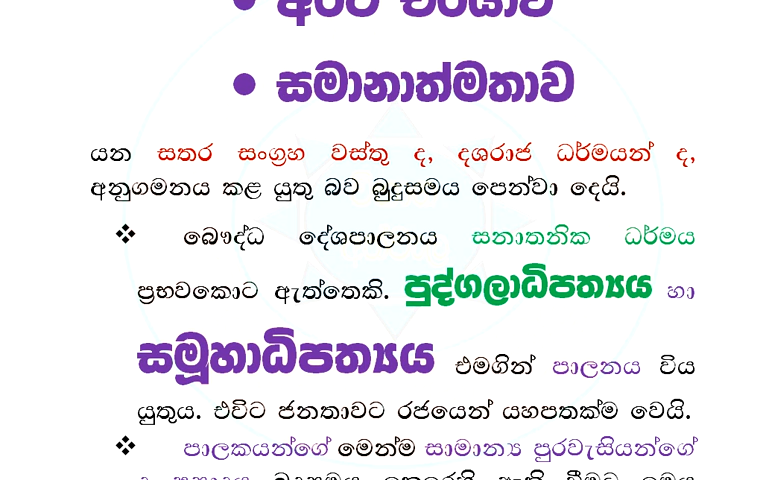 • අර්ථ චර්යාව
• සමානාත්මතාව
යන සතර සංග්‍රහ වස්තු ද, දශරාජ ධර්මයන් ද,
අනුගමනය කළ යුතු බව බුදුසමය පෙන්වා දෙයි.
❖ බෞද්ධ දේශපාලනය සනාතනික ධර්මය
ප්‍රභවකොට ඇත්තෙකි. පුද්ගලාධිපත්‍යය හා
සමූහාධිපත්‍යය එමගින් පාලනය විය
යුතුය. එවිට ජනතාවට රජයෙන් යහපතක්ම වෙයි.
❖ පාලකයන්ගේ මෙන්ම සාමාන්‍ය පුරවැසියන්ගේ